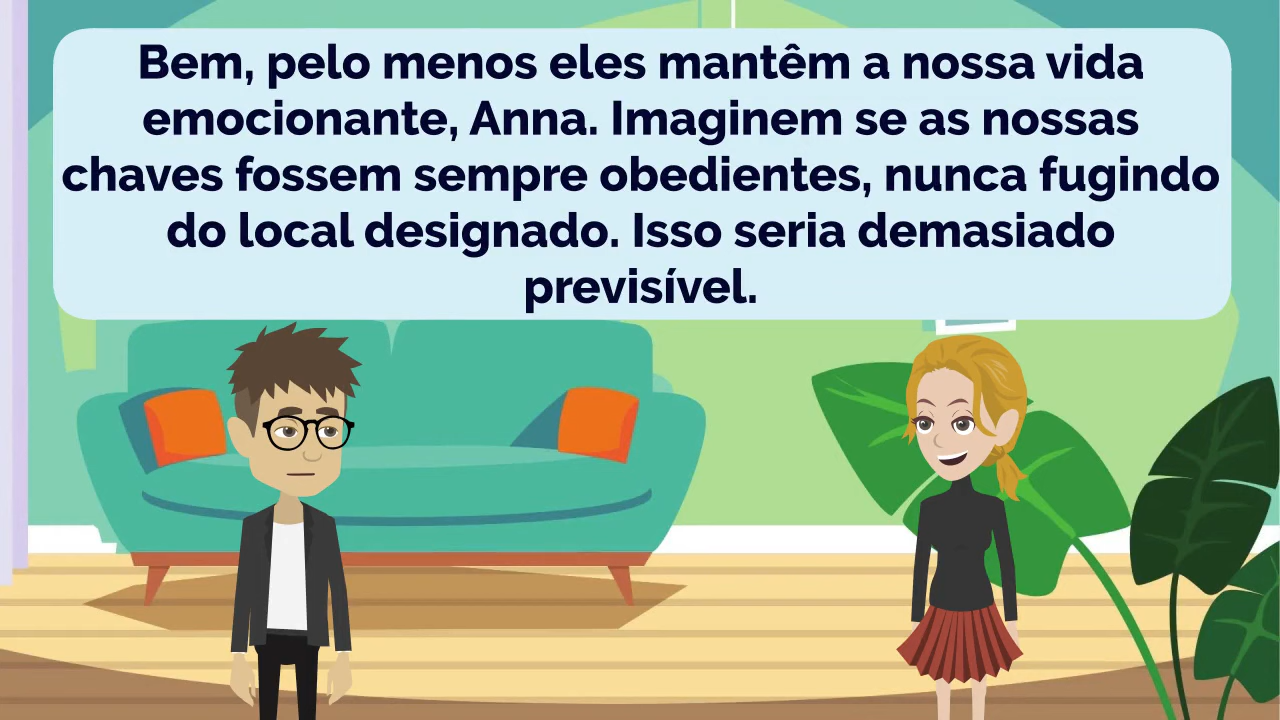 Bem, pelo menos eles mantêm a nossa vida
emocionante, Anna. Imaginem se as nossas
chaves fossem sempre obedientes, nunca fugindo
do local designado. Isso seria demasiado
previsível.